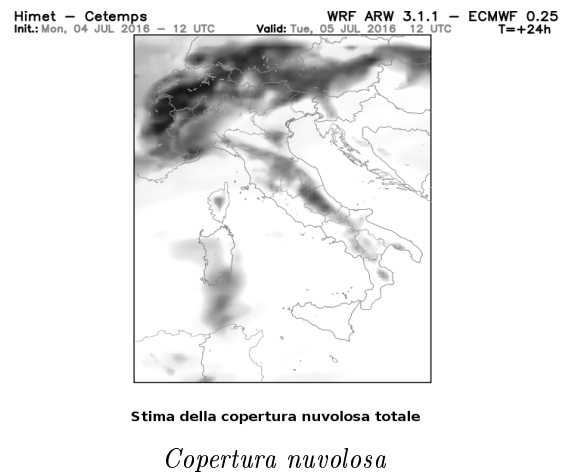 Himet – Cetemps WRF ARW 3.1.1 – ECMWF 0.25
Init.: Mon, 04 JUL 2016 – 12 UTC Valid: Tue, 05 JUL 2016 12 UTC T=+24h
Stima della copertura nuvolosa totale
Copertura nuvolosa